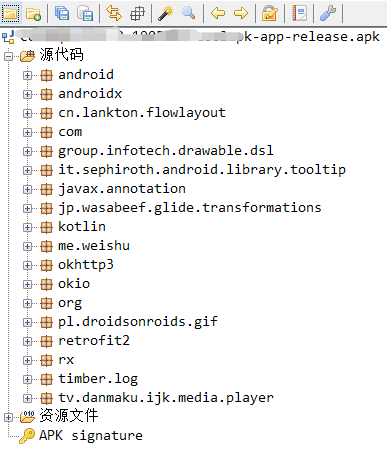 pk-app-release.apk
源代码
android
androidx
cn.lankton.flowlayout
com
group.infotech.drawable.dsl
it.sephiroth.android.library.tooltip
javax.annotation
jp.wasabeef.glide.transformations
kotlin
me.weishu
okhttp3
okio
org
pl.droidsonroids.gif
retrofit2
rx
timber.log
tv.danmaku.ijk.media.player
资源文件
APK signature